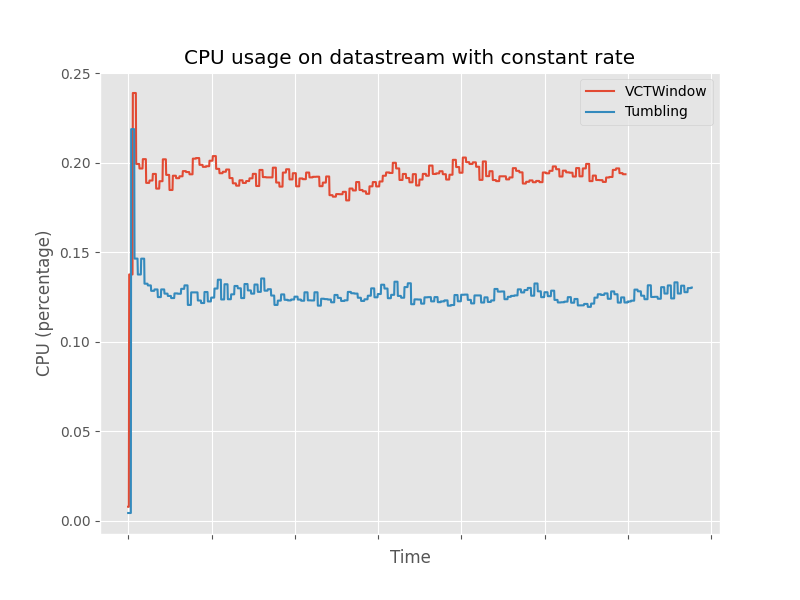 CPU usage on datastream with constant rate
VCTWindow
Tumbling
0.25
0.20
0.15
0.10
0.05
0.00
CPU (percentage)
Time